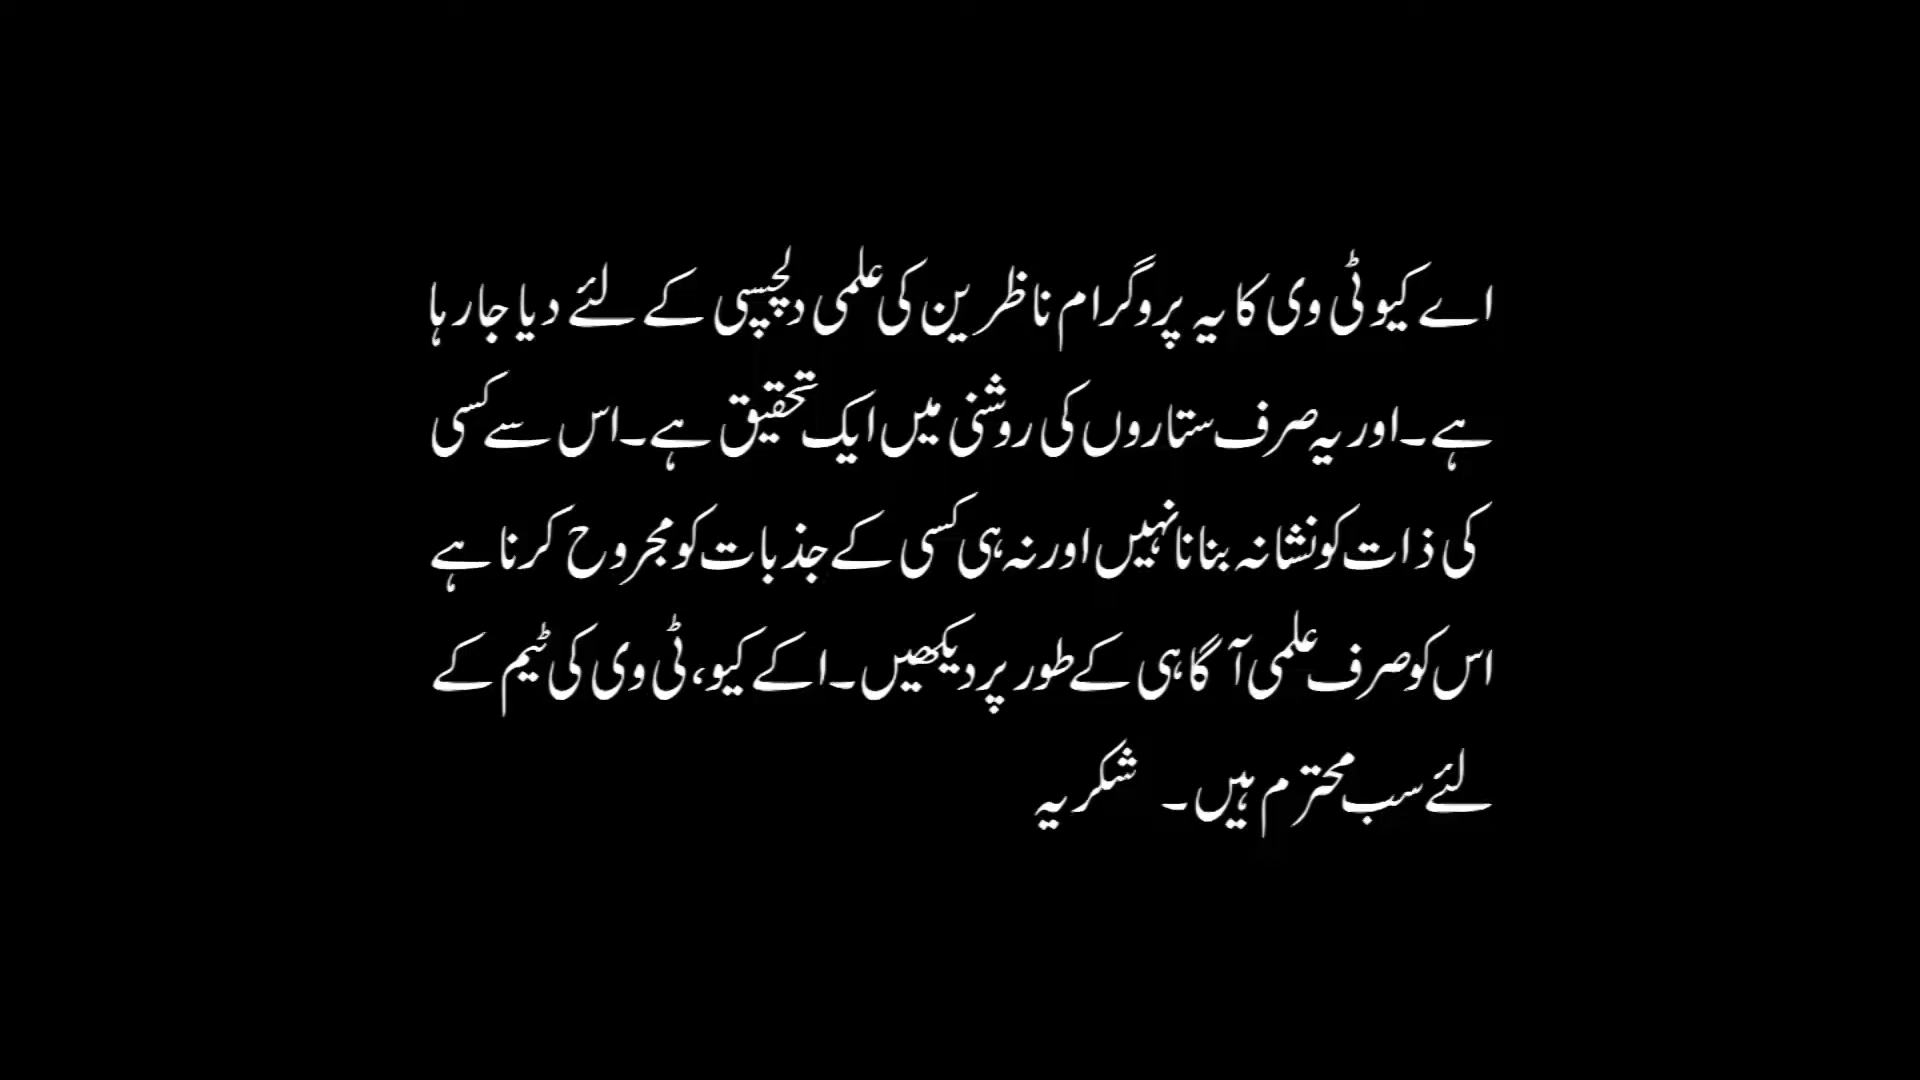 اے کیو ٹی وی کا یہ پروگرام ناظرین کی علمی دلچسپی کے لئے دیا جارہا
ہے۔ اور یہ صرف ستاروں کی روشنی میں ایک تحقیق ہے۔ اس سے کسی
کی ذات کو نشانہ بنانا نہیں اور نہ ہی کسی کے جذبات کو مجروح کرنا ہے
اس کو صرف علمی آگاہی کے طور پر دیکھیں۔ اکے کیو، ٹی وی کی ٹیم کے
لئے سب محترم ہیں۔ شکریہ